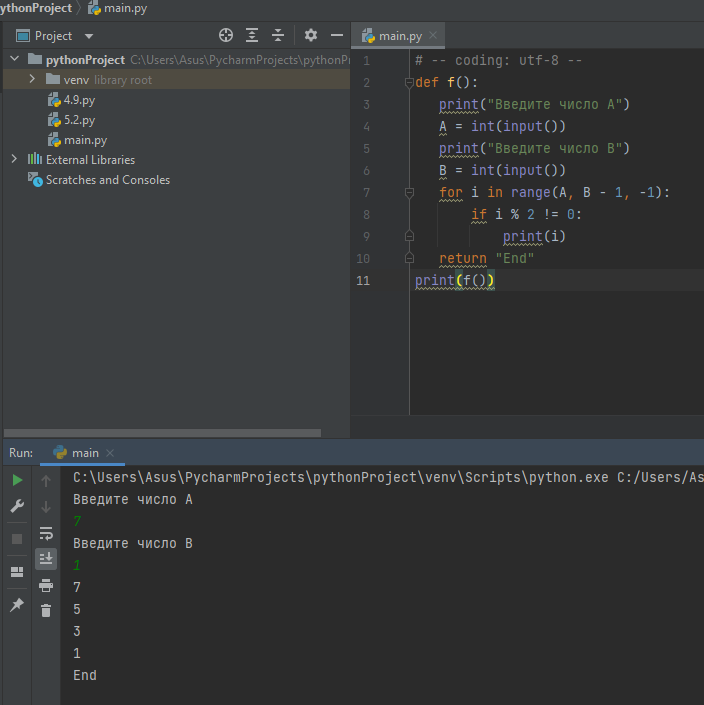 pythonProject main.py
Project
main.py
pythonProject C:\Users\Asus\PycharmProjects\pythonPr
venv library root
4.9.py
5.2.py
main.py
External Libraries
Scratches and Consoles
1 # -- coding: utf-8 --
2 def f():
3 print("Введите число A")
4 A = int(input())
5 print("Введите число B")
6 B = int(input())
7 for i in range(A, B - 1, -1):
8 if i % 2 != 0:
9 print(i)
10 return "End"
11 print(f())
Run: main
C:\Users\Asus\PycharmProjects\pythonProject\venv\Scripts\python.exe C:/Users/As
Введите число A
7
Введите число B
1
7
5
3
1
End